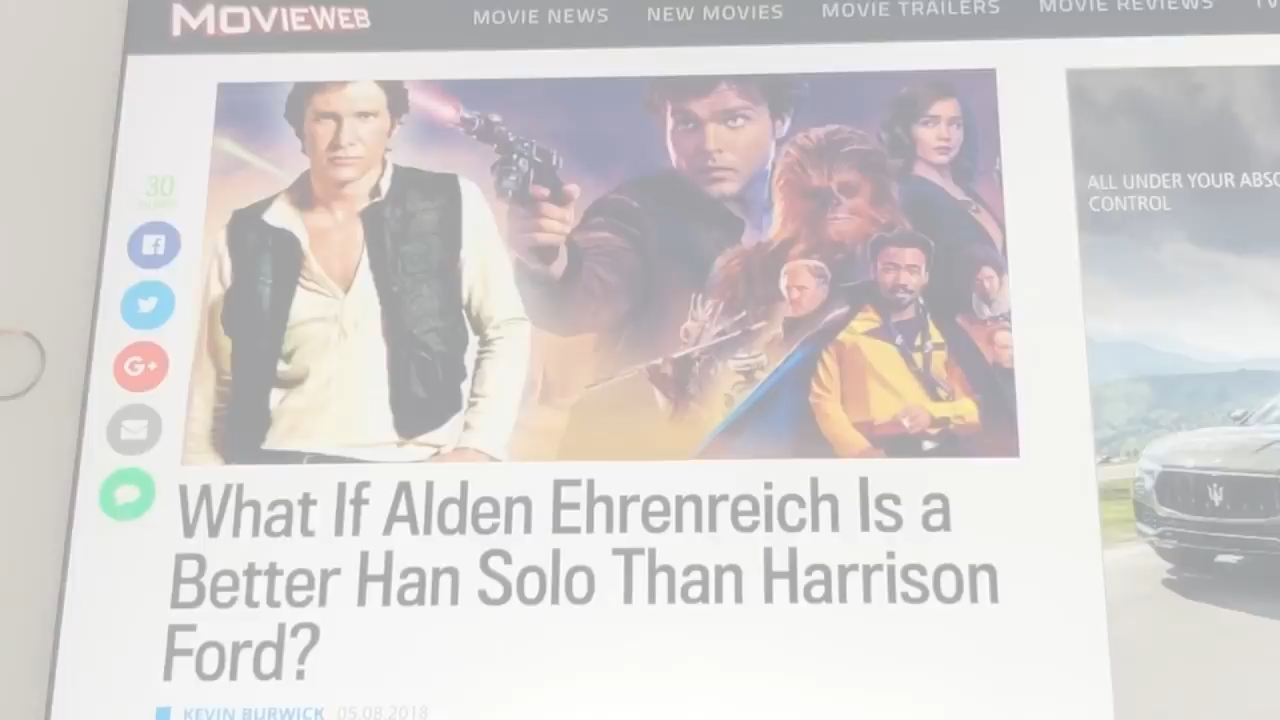 MOVIEWEB
MOVIE NEWS NEW MOVIES MOVIE TRAILERS MOVIE REVIEWS TV
30
G+
ALL UNDER YOUR ABSO
CONTROL
What If Alden Ehrenreich Is a
Better Han Solo Than Harrison
Ford?
KEVIN BURWICK 05.08.2018